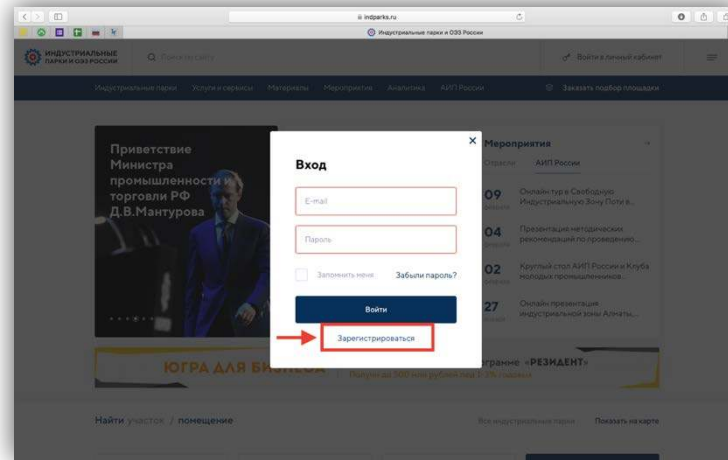 indparks.ru
Индустриальные парки и ОЭЗ России
ИНДУСТРИАЛЬНЫЕ
ПАРКИ И ОЭЗ РОССИИ
Поиск по сайту
Войти в личный кабинет
Индустриальные парки Услуги и сервисы Материалы Мероприятия Аналитика АИП России
Заказать подбор площадки
Приветствие
Министра
промышленности и
торговли РФ
Д.В.Мантурова
Вход
E-mail
Пароль
Запомнить меня Забыли пароль?
Войти
Зарегистрироваться
Мероприятия
Отрасли АИП России
09 Онлайн тур в Свободную
Индустриальную Зону Поти в...
04 Презентация методических
рекомендаций по проведению...
02 Круглый стол АИП России и Клуба
молодых промышленников...
27 Онлайн презентация
индустриальной зоны Алматы,...
ЮГРА ДЛЯ
«РЕЗИДЕНТ»
Найти участок / помещение
Все индустриальные парки Показать на карте